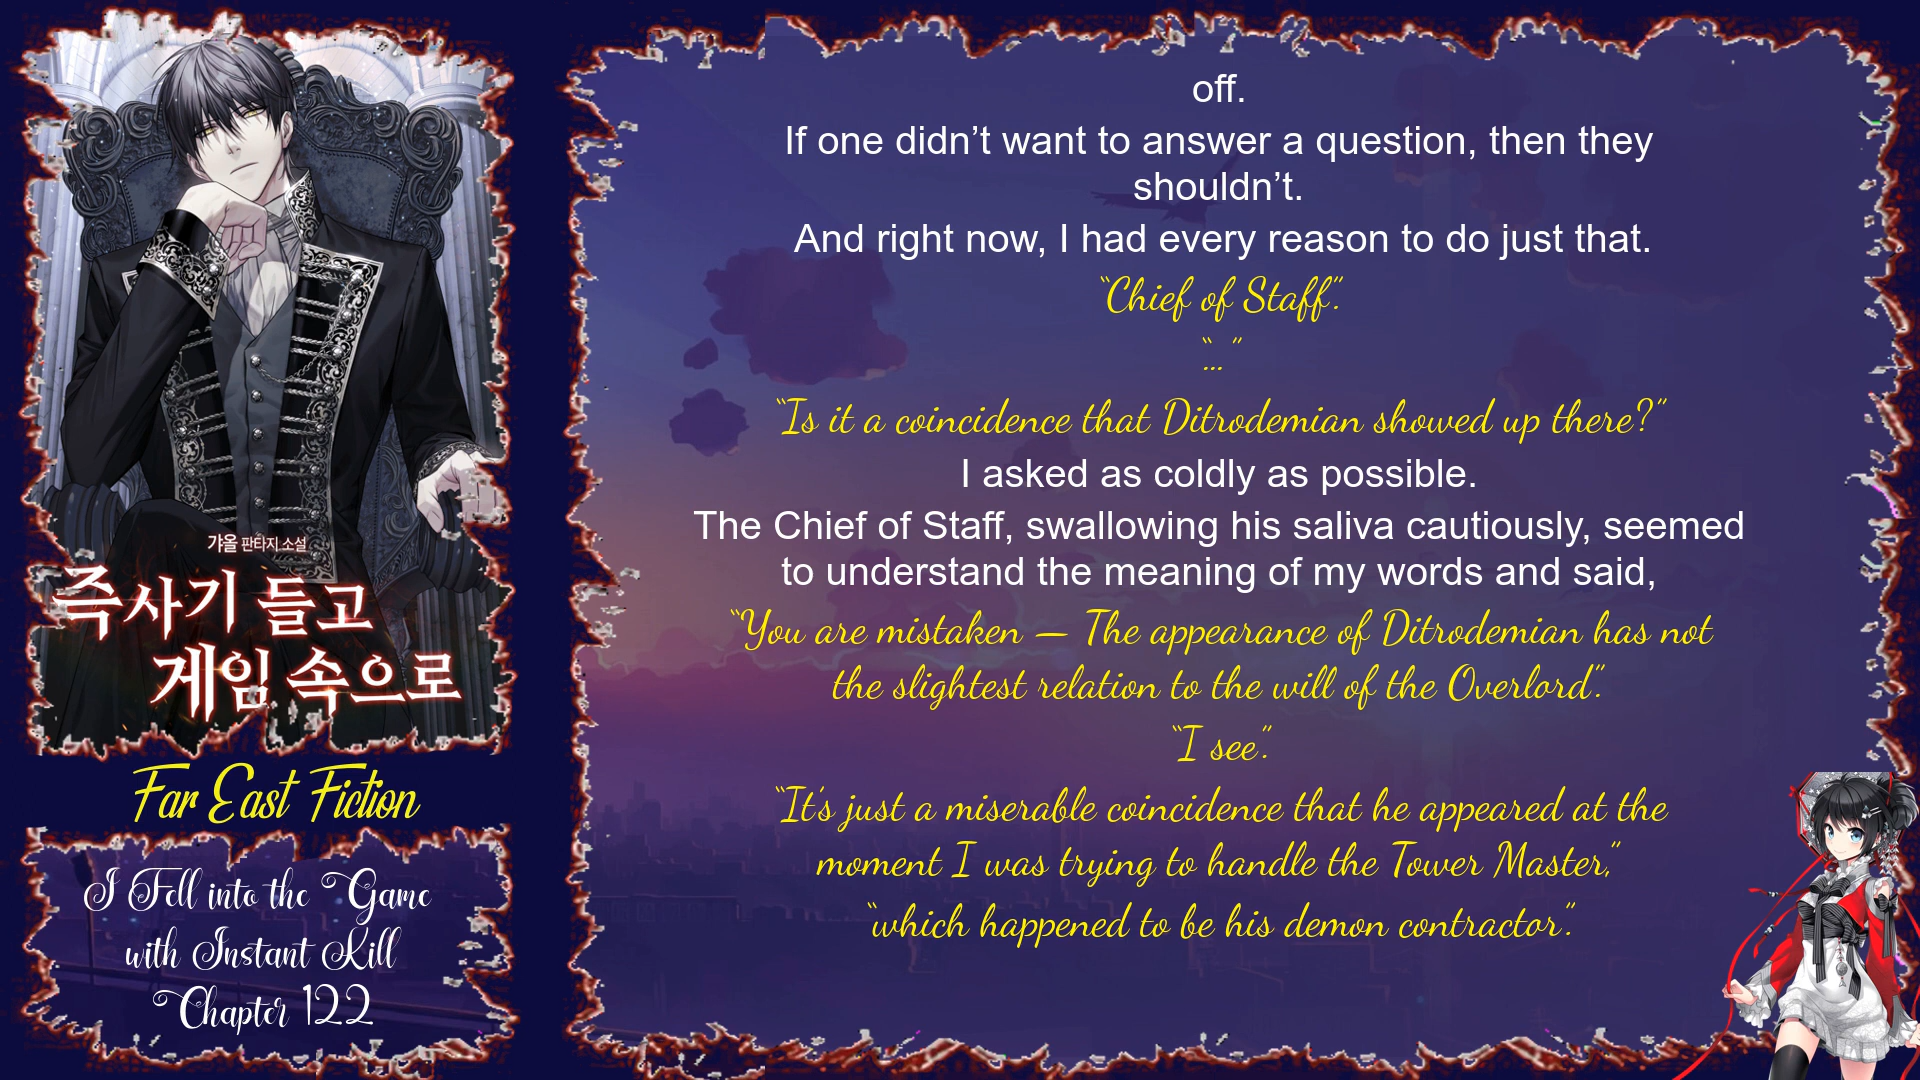 갸올 판타지 소설
즉사기 들고
게임 속으로
Far East Fiction
I Fell into the Game
with Instant Kill
Chapter 122
off.
If one didn’t want to answer a question, then they
shouldn’t.
And right now, I had every reason to do just that.
“Chief of Staff”.
“…”
“Is it a coincidence that Ditrodemian showed up there?”
I asked as coldly as possible.
The Chief of Staff, swallowing his saliva cautiously, seemed
to understand the meaning of my words and said,
“You are mistaken – The appearance of Ditrodemian has not
the slightest relation to the will of the Overlord”.
“I see”.
“It’s just a miserable coincidence that he appeared at the
moment I was trying to handle the Tower Master,”
“which happened to be his demon contractor”.